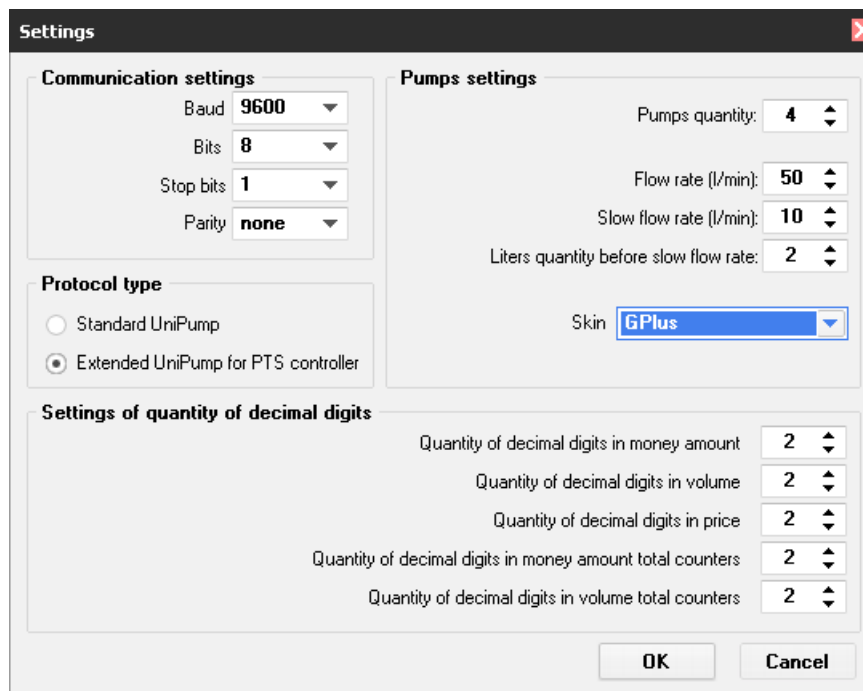 Settings
Communication settings
Baud 9600
Bits 8
Stop bits 1
Parity none
Protocol type
Standard UniPump
Extended UniPump for PTS controller
Pumps settings
Pumps quantity: 4
Flow rate (l/min): 50
Slow flow rate (l/min): 10
Liters quantity before slow flow rate: 2
Skin GPlus
Settings of quantity of decimal digits
Quantity of decimal digits in money amount 2
Quantity of decimal digits in volume 2
Quantity of decimal digits in price 2
Quantity of decimal digits in money amount total counters 2
Quantity of decimal digits in volume total counters 2
OK Cancel